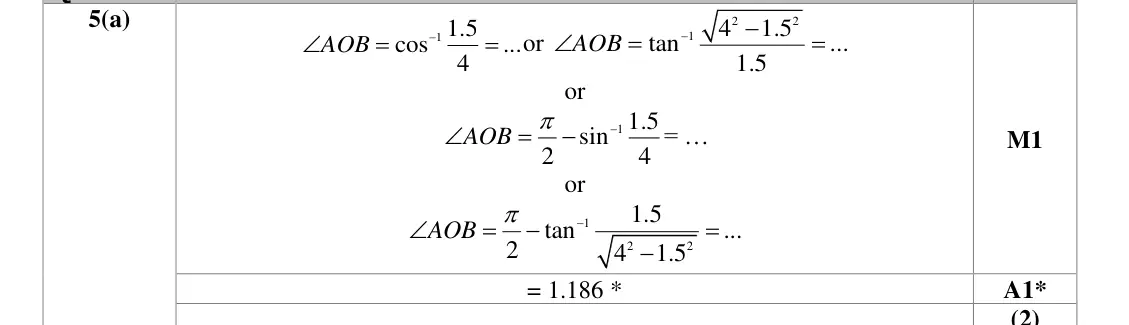 5(a)
∠AOB = cos⁻¹ 1.5/4 = ... or ∠AOB = tan⁻¹ √(4² − 1.5²)/1.5 = ...
or
∠AOB = π/2 − sin⁻¹ 1.5/4 = …
M1
or
∠AOB = π/2 − tan⁻¹ 1.5/√(4² − 1.5²) = ...
= 1.186 * A1*
(2)